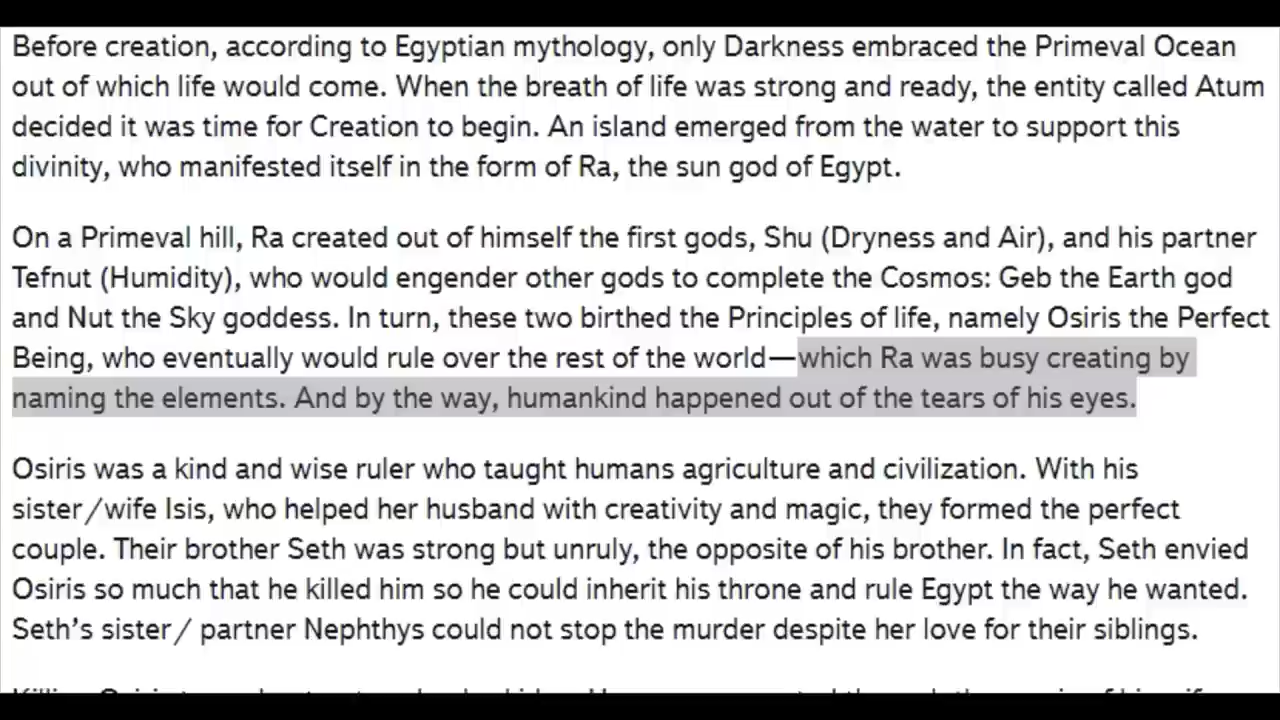 Before creation, according to Egyptian mythology, only Darkness embraced the Primeval Ocean
out of which life would come. When the breath of life was strong and ready, the entity called Atum
decided it was time for Creation to begin. An island emerged from the water to support this
divinity, who manifested itself in the form of Ra, the sun god of Egypt.
On a Primeval hill, Ra created out of himself the first gods, Shu (Dryness and Air), and his partner
Tefnut (Humidity), who would engender other gods to complete the Cosmos: Geb the Earth god
and Nut the Sky goddess. In turn, these two birthed the Principles of life, namely Osiris the Perfect
Being, who eventually would rule over the rest of the world—which Ra was busy creating by
naming the elements. And by the way, humankind happened out of the tears of his eyes.
Osiris was a kind and wise ruler who taught humans agriculture and civilization. With his
sister/wife Isis, who helped her husband with creativity and magic, they formed the perfect
couple. Their brother Seth was strong but unruly, the opposite of his brother. In fact, Seth envied
Osiris so much that he killed him so he could inherit his throne and rule Egypt the way he wanted.
Seth’s sister/ partner Nephthys could not stop the murder despite her love for their siblings.